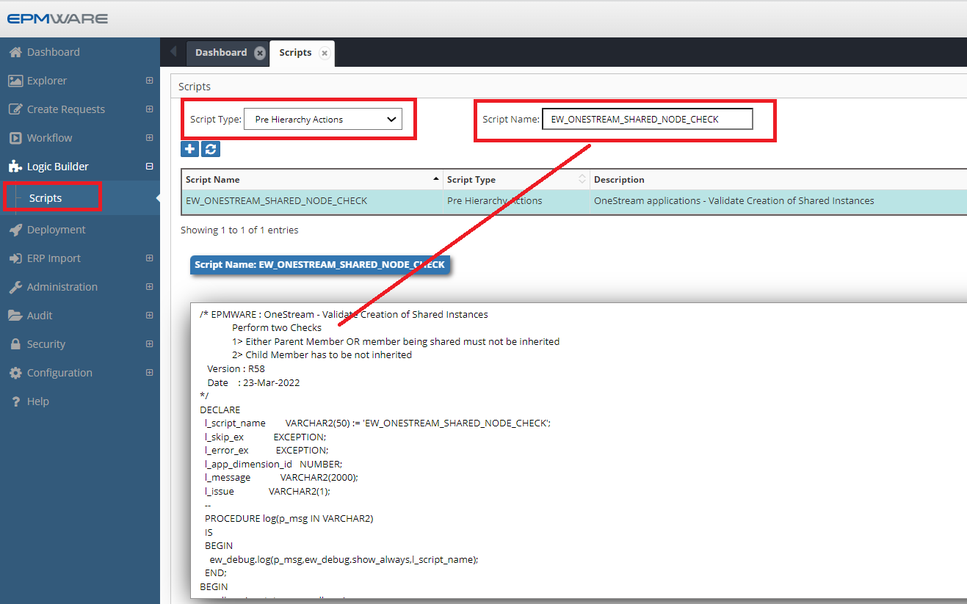 EPMWARE
Dashboard
Explorer
Create Requests
Workflow
Logic Builder
Scripts
Deployment
ERP Import
Administration
Audit
Security
Configuration
Help
Dashboard
Scripts
Scripts
Script Type: Pre Hierarchy Actions
Script Name: EW_ONESTREAM_SHARED_NODE_CHECK
Script Name Script Type Description
EW_ONESTREAM_SHARED_NODE_CHECK Pre Hierarchy Actions OneStream applications - Validate Creation of Shared Instances
Showing 1 to 1 of 1 entries
Script Name: EW_ONESTREAM_SHARED_NODE_CHECK
/* EPMWARE : OneStream - Validate Creation of Shared Instances
Perform two Checks
1> Either Parent Member OR member being shared must not be inherited
2> Child Member has to be not inherited
Version : R58
Date : 23-Mar-2022
*/
DECLARE
l_script_name VARCHAR2(50) := 'EW_ONESTREAM_SHARED_NODE_CHECK';
l_skip_ex EXCEPTION;
l_error_ex EXCEPTION;
l_app_dimension_id NUMBER;
l_message VARCHAR2(2000);
l_issue VARCHAR2(1);
--
PROCEDURE log(p_msg IN VARCHAR2)
IS
BEGIN
ew_debug.log(p_msg,ew_debug.show_always,l_script_name);
END;
BEGIN